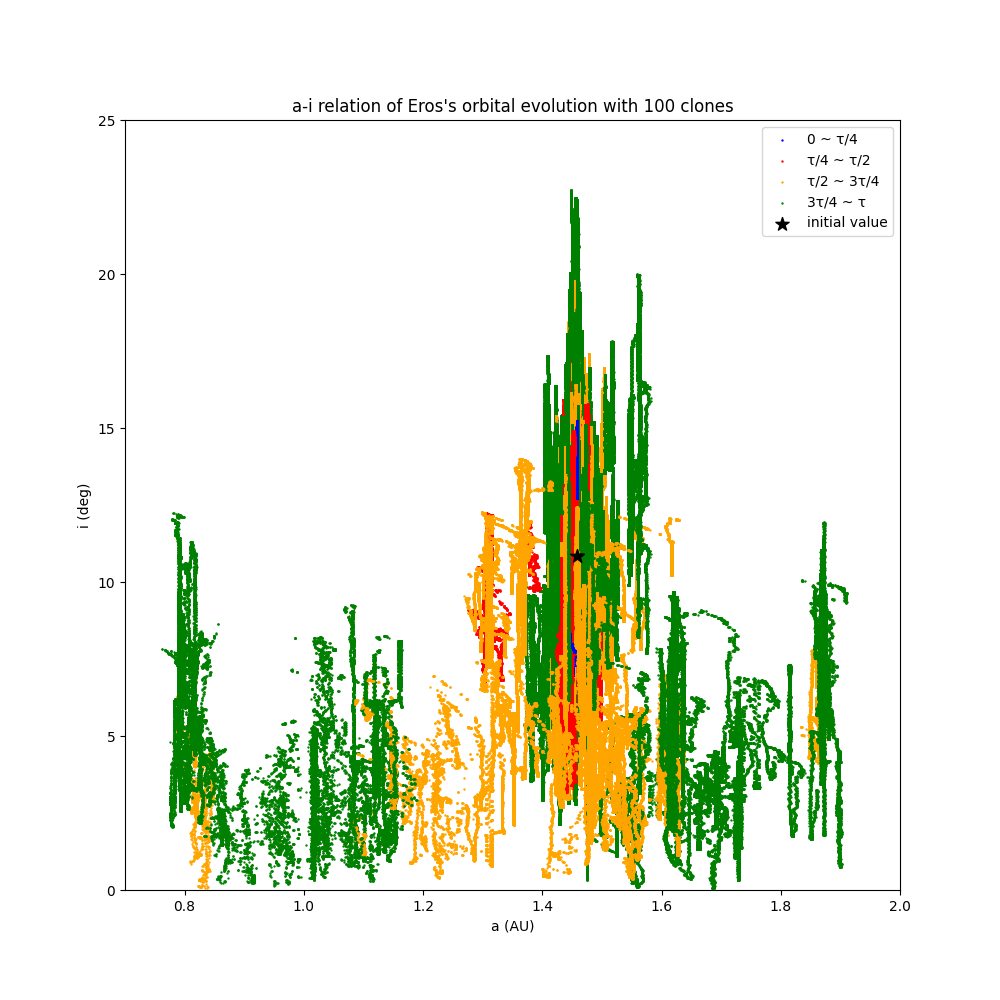 a-i relation of Eros's orbital evolution with 100 clones
25
20
15
10
5
0
i (deg)
0 ~ τ/4
τ/4 ~ τ/2
τ/2 ~ 3τ/4
3τ/4 ~ τ
initial value
0.8 1.0 1.2 1.4 1.6 1.8 2.0
a (AU)